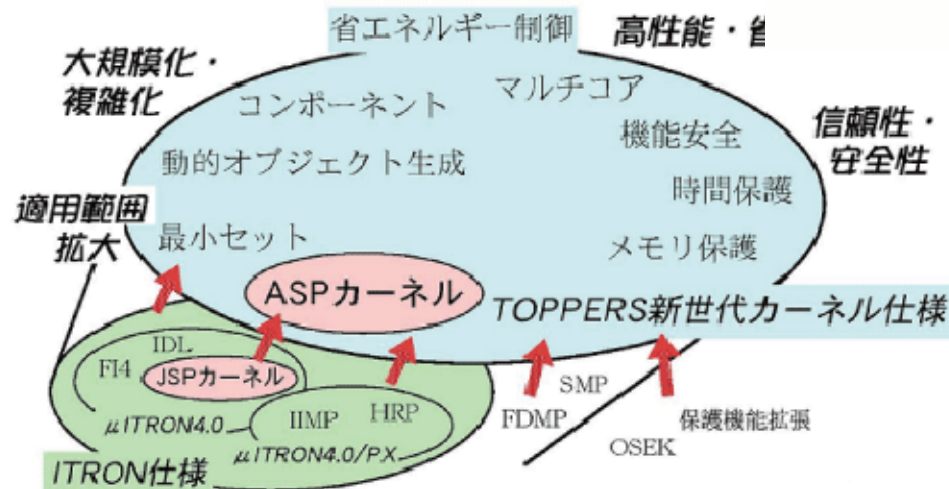 省エネルギー制御
高性能・省
大規模化・
複雑化
コンポーネント
マルチコア
機能安全
信頼性・
安全性
動的オブジェクト生成
時間保護
適用範囲
拡大
最小セット
メモリ保護
ASPカーネル
TOPPERS新世代カーネル仕様
IDL
FI4
JSPカーネル
SMP
IIMP
HRP
FDMP
保護機能拡張
μITRON4.0
OSEK
μITRON4.0/PX
ITRON仕様